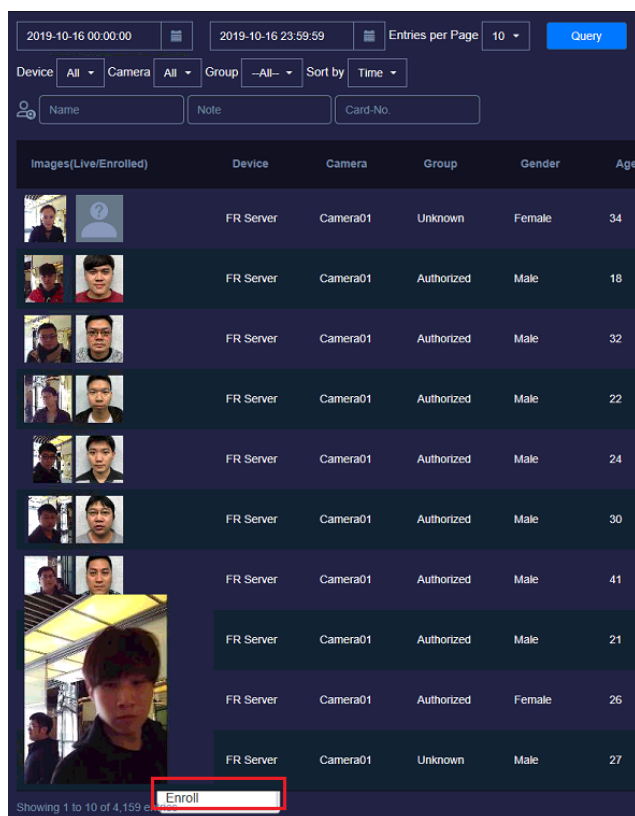 2019-10-16 00:00:00 2019-10-16 23:59:59 Entries per Page 10 Query
Device All Camera All Group --All-- Sort by Time
Name Note Card-No.
Images(Live/Enrolled) Device Camera Group Gender Age
FR Server Camera01 Unknown Female 34
FR Server Camera01 Authorized Male 18
FR Server Camera01 Authorized Male 32
FR Server Camera01 Authorized Male 22
FR Server Camera01 Authorized Male 24
FR Server Camera01 Authorized Male 30
FR Server Camera01 Authorized Male 41
FR Server Camera01 Authorized Male 21
FR Server Camera01 Authorized Female 26
FR Server Camera01 Unknown Male 27
Enroll
Showing 1 to 10 of 4,159 entries